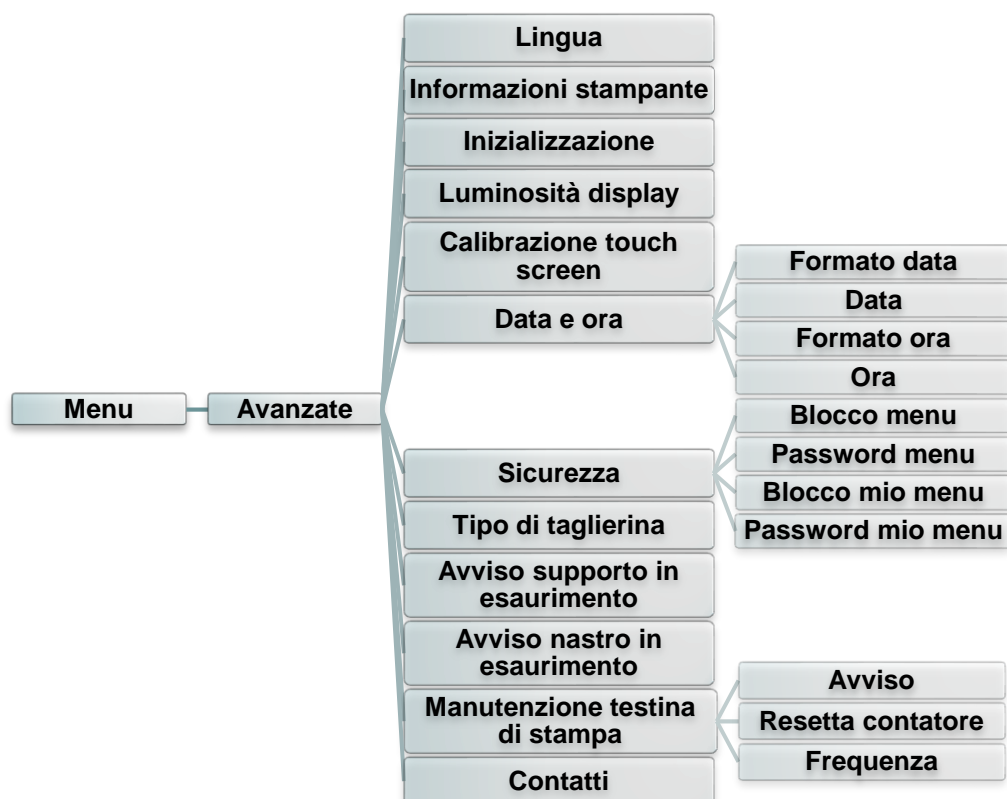 Menu
Avanzate
Lingua
Informazioni stampante
Inizializzazione
Luminosità display
Calibrazione touch
screen
Data e ora
Formato data
Data
Formato ora
Ora
Sicurezza
Blocco menu
Password menu
Blocco mio menu
Password mio menu
Tipo di taglierina
Avviso supporto in
esaurimento
Avviso nastro in
esaurimento
Manutenzione testina
di stampa
Avviso
Resetta contatore
Frequenza
Contatti